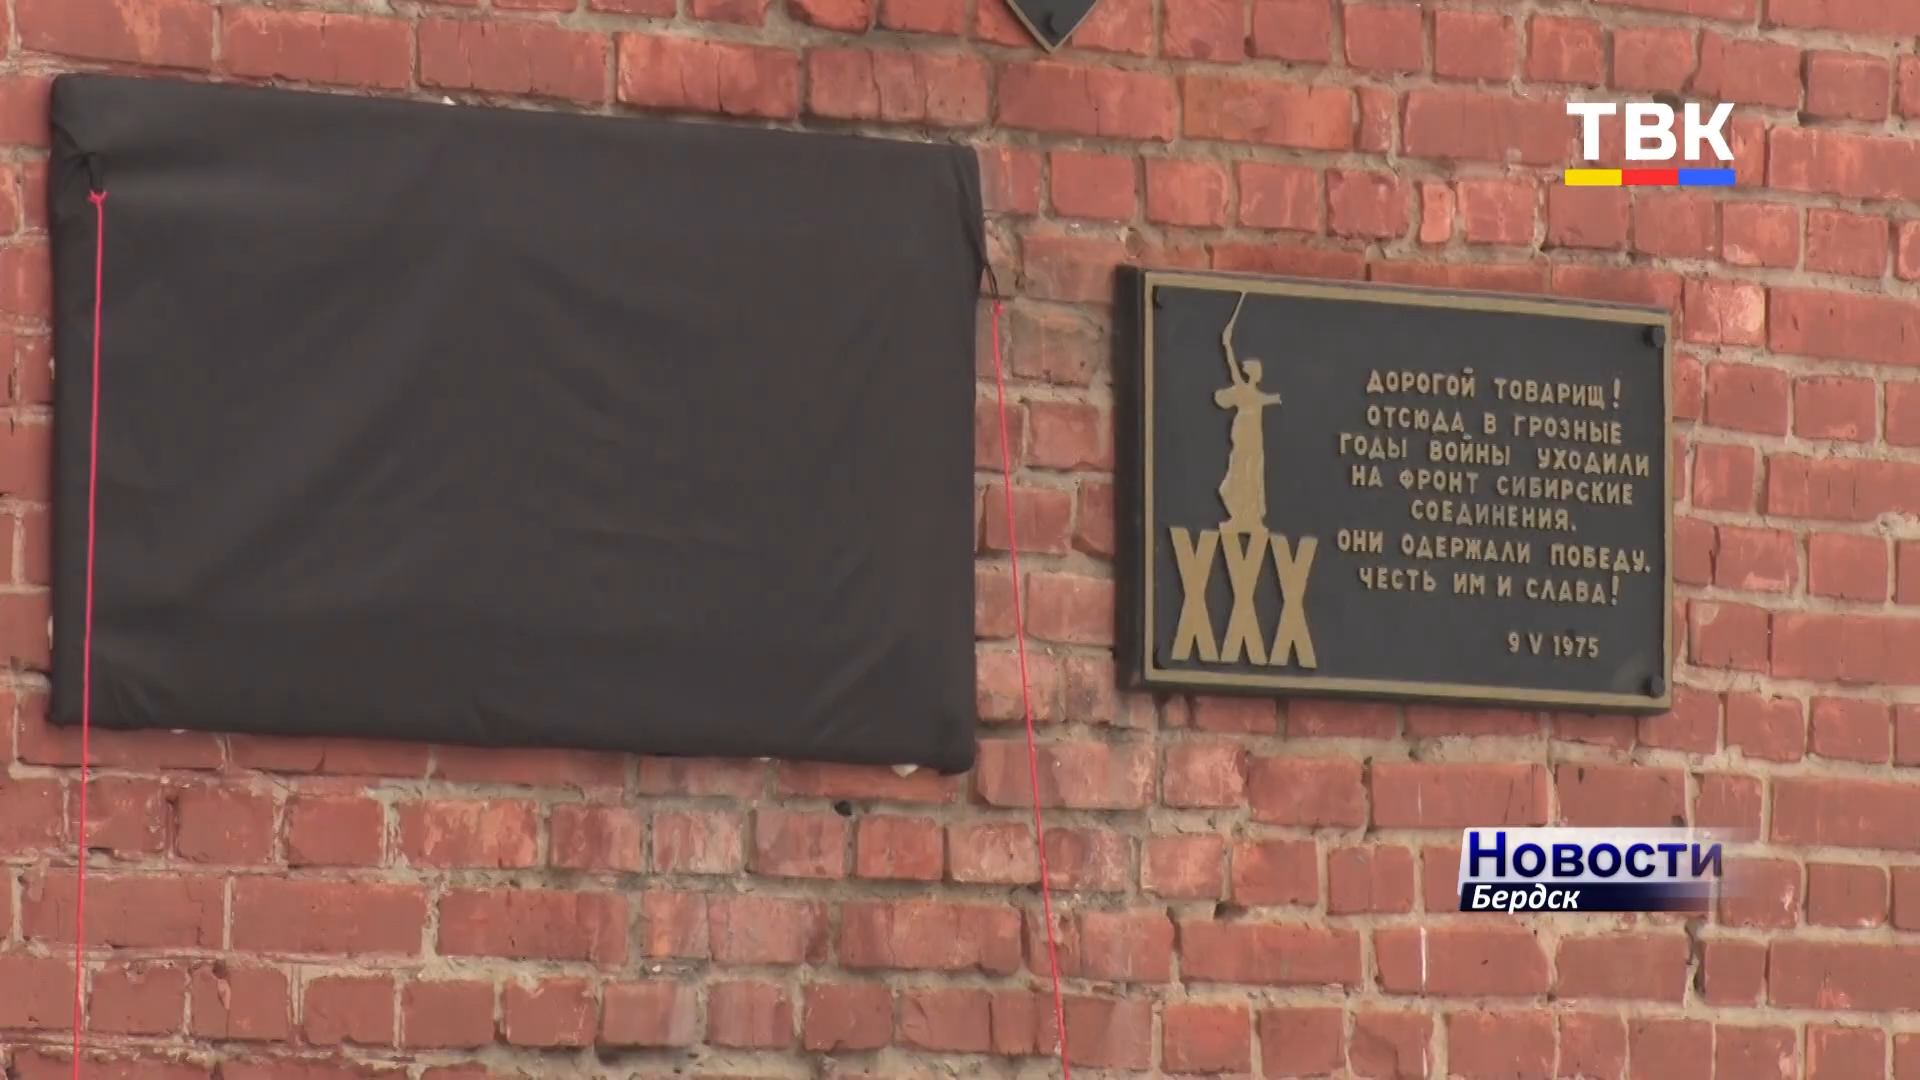 ТВК
ДОРОГОЙ ТОВАРИЩ!
ОТСЮДА В ГРОЗНЫЕ
ГОДЫ ВОЙНЫ УХОДИЛИ
НА ФРОНТ СИБИРСКИЕ
СОЕДИНЕНИЯ.
ОНИ ОДЕРЖАЛИ ПОБЕДУ.
ЧЕСТЬ ИМ И СЛАВА!
9 V 1975
XXX
Новости
Бердск